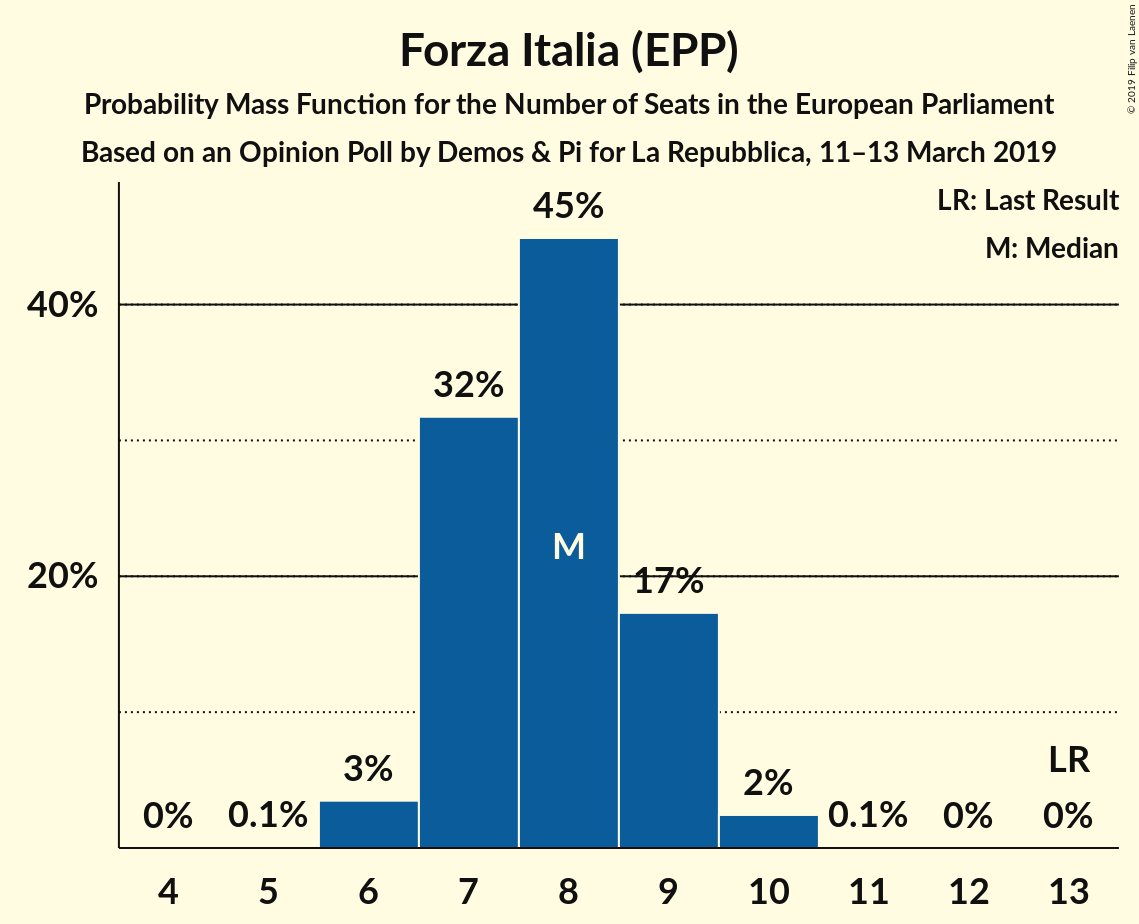 Forza Italia (EPP)
Probability Mass Function for the Number of Seats in the European Parliament
Based on an Opinion Poll by Demos & Pi for La Repubblica, 11–13 March 2019
© 2019 Filip van Laenen
LR: Last Result
M: Median
45%
40%
32%
M
20%
17%
LR
3%
2%
0%
0.1%
0.1%
0%
0%
4 5 6 7 8 9 10 11 12 13